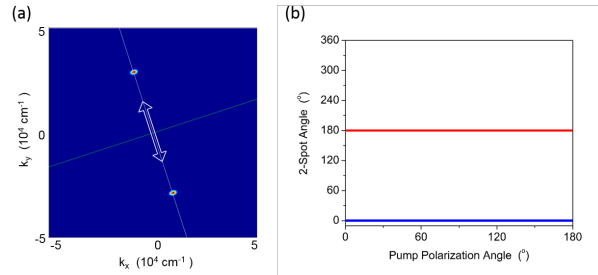 (a)
5
0
-5
k_y (10^4 cm^-1)
-5
0
5
k_x (10^4 cm^-1)
(b)
360
300
240
180
120
60
0
2-Spot Angle (°)
0
60
120
180
Pump Polarization Angle (°)